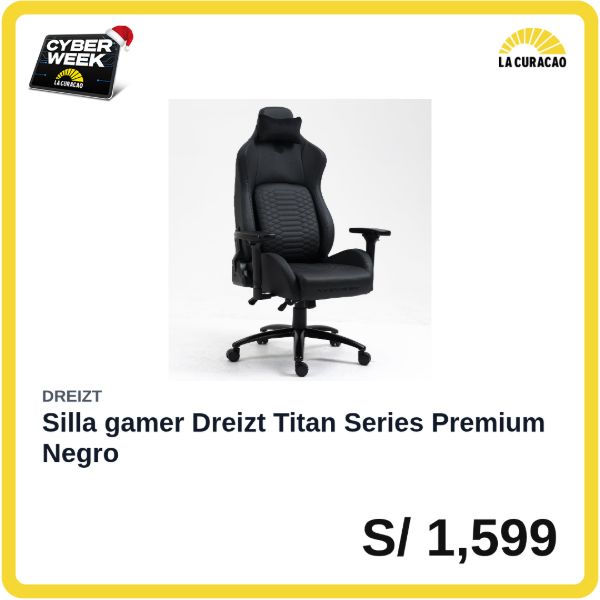 CYBER
WEEK
LA CURACAO
LA CURACAO
DREIZT
Silla gamer Dreizt Titan Series Premium
Negro
S/ 1,599